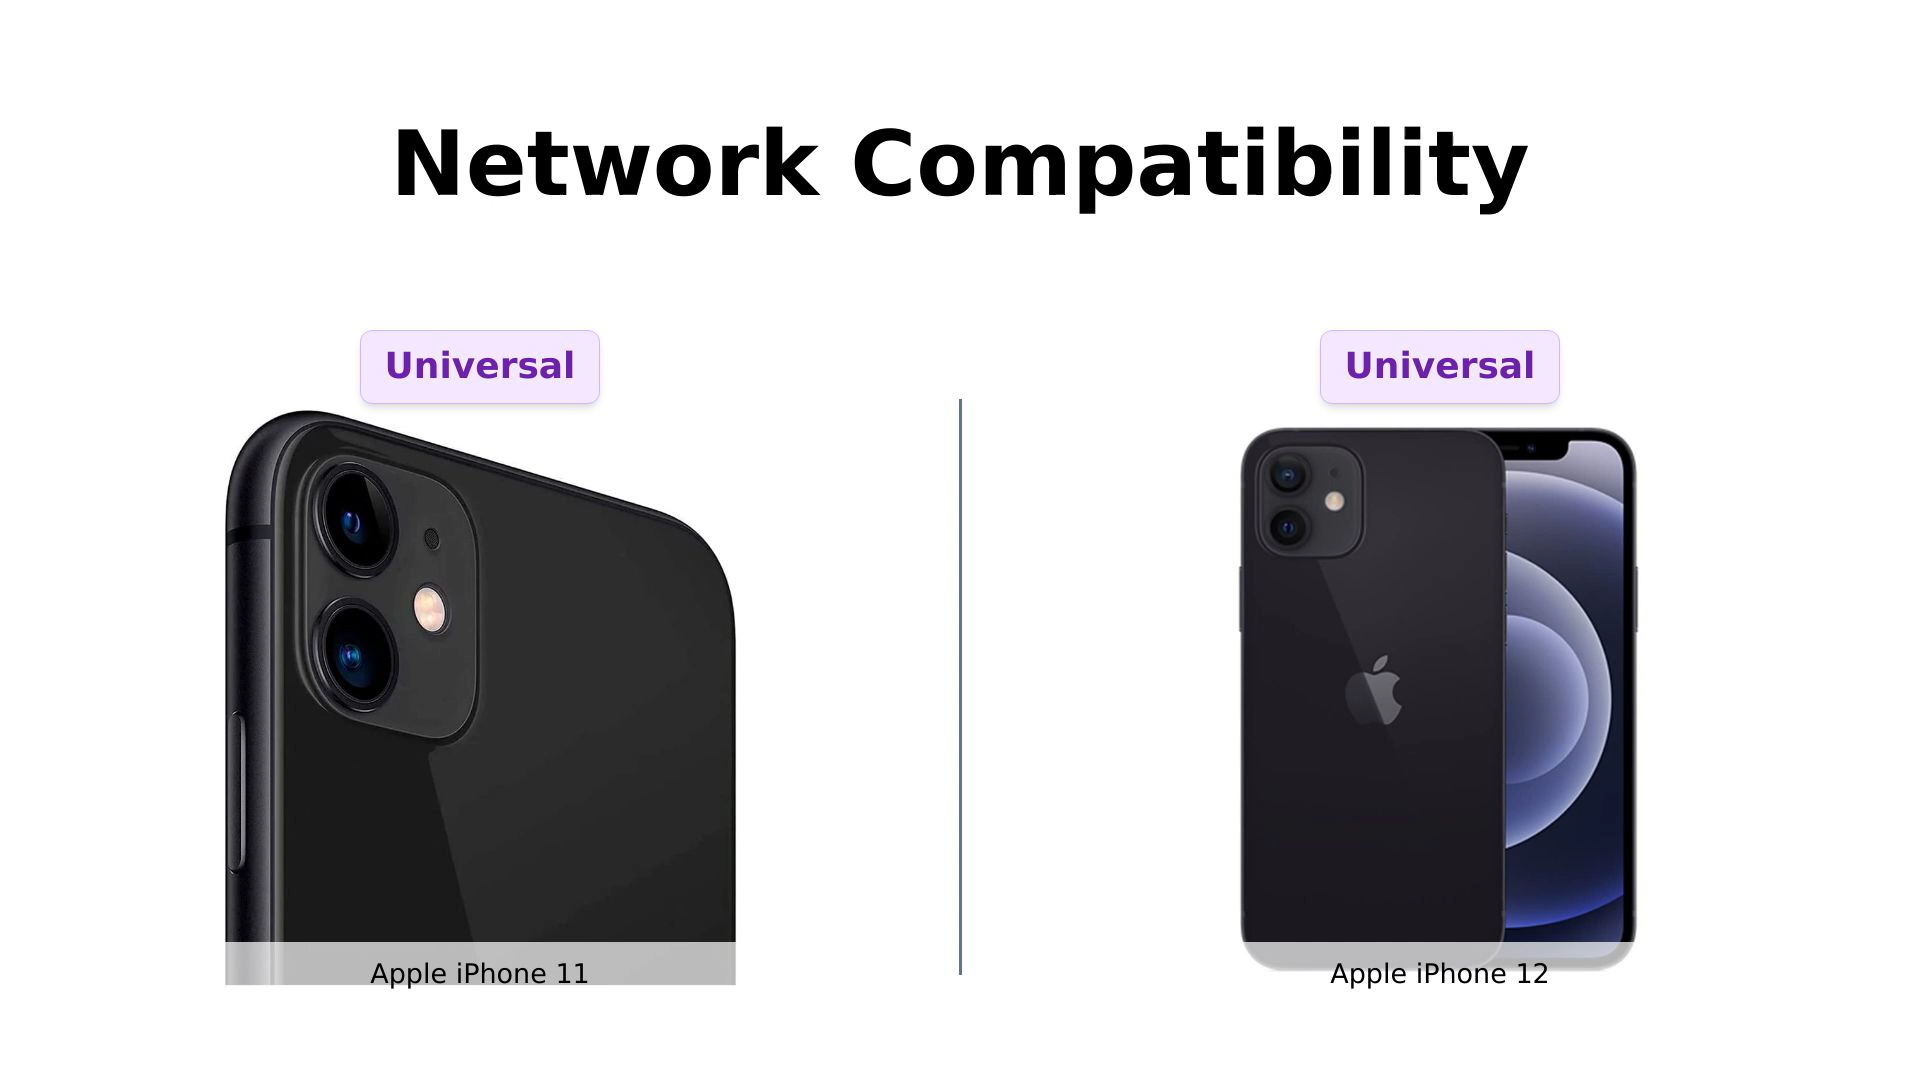 Network Compatibility
Universal
Universal
Apple iPhone 11
Apple iPhone 12